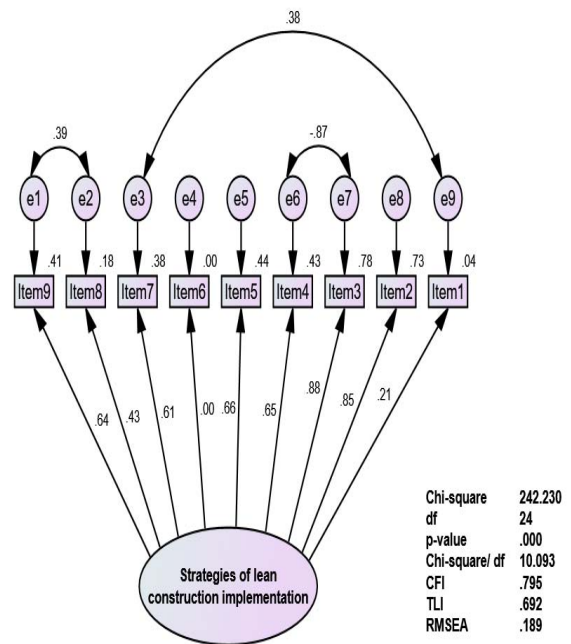 .38
.39
-.87
e1 e2 e3 e4 e5 e6 e7 e8 e9
.41 .18 .38 .00 .44 .43 .78 .73 .04
Item9 Item8 Item7 Item6 Item5 Item4 Item3 Item2 Item1
.64 .43 .61 .00 .66 .65 .88 .85 .21
Strategies of lean
construction implementation
Chi-square 242.230
df 24
p-value .000
Chi-square/ df 10.093
CFI .795
TLI .692
RMSEA .189